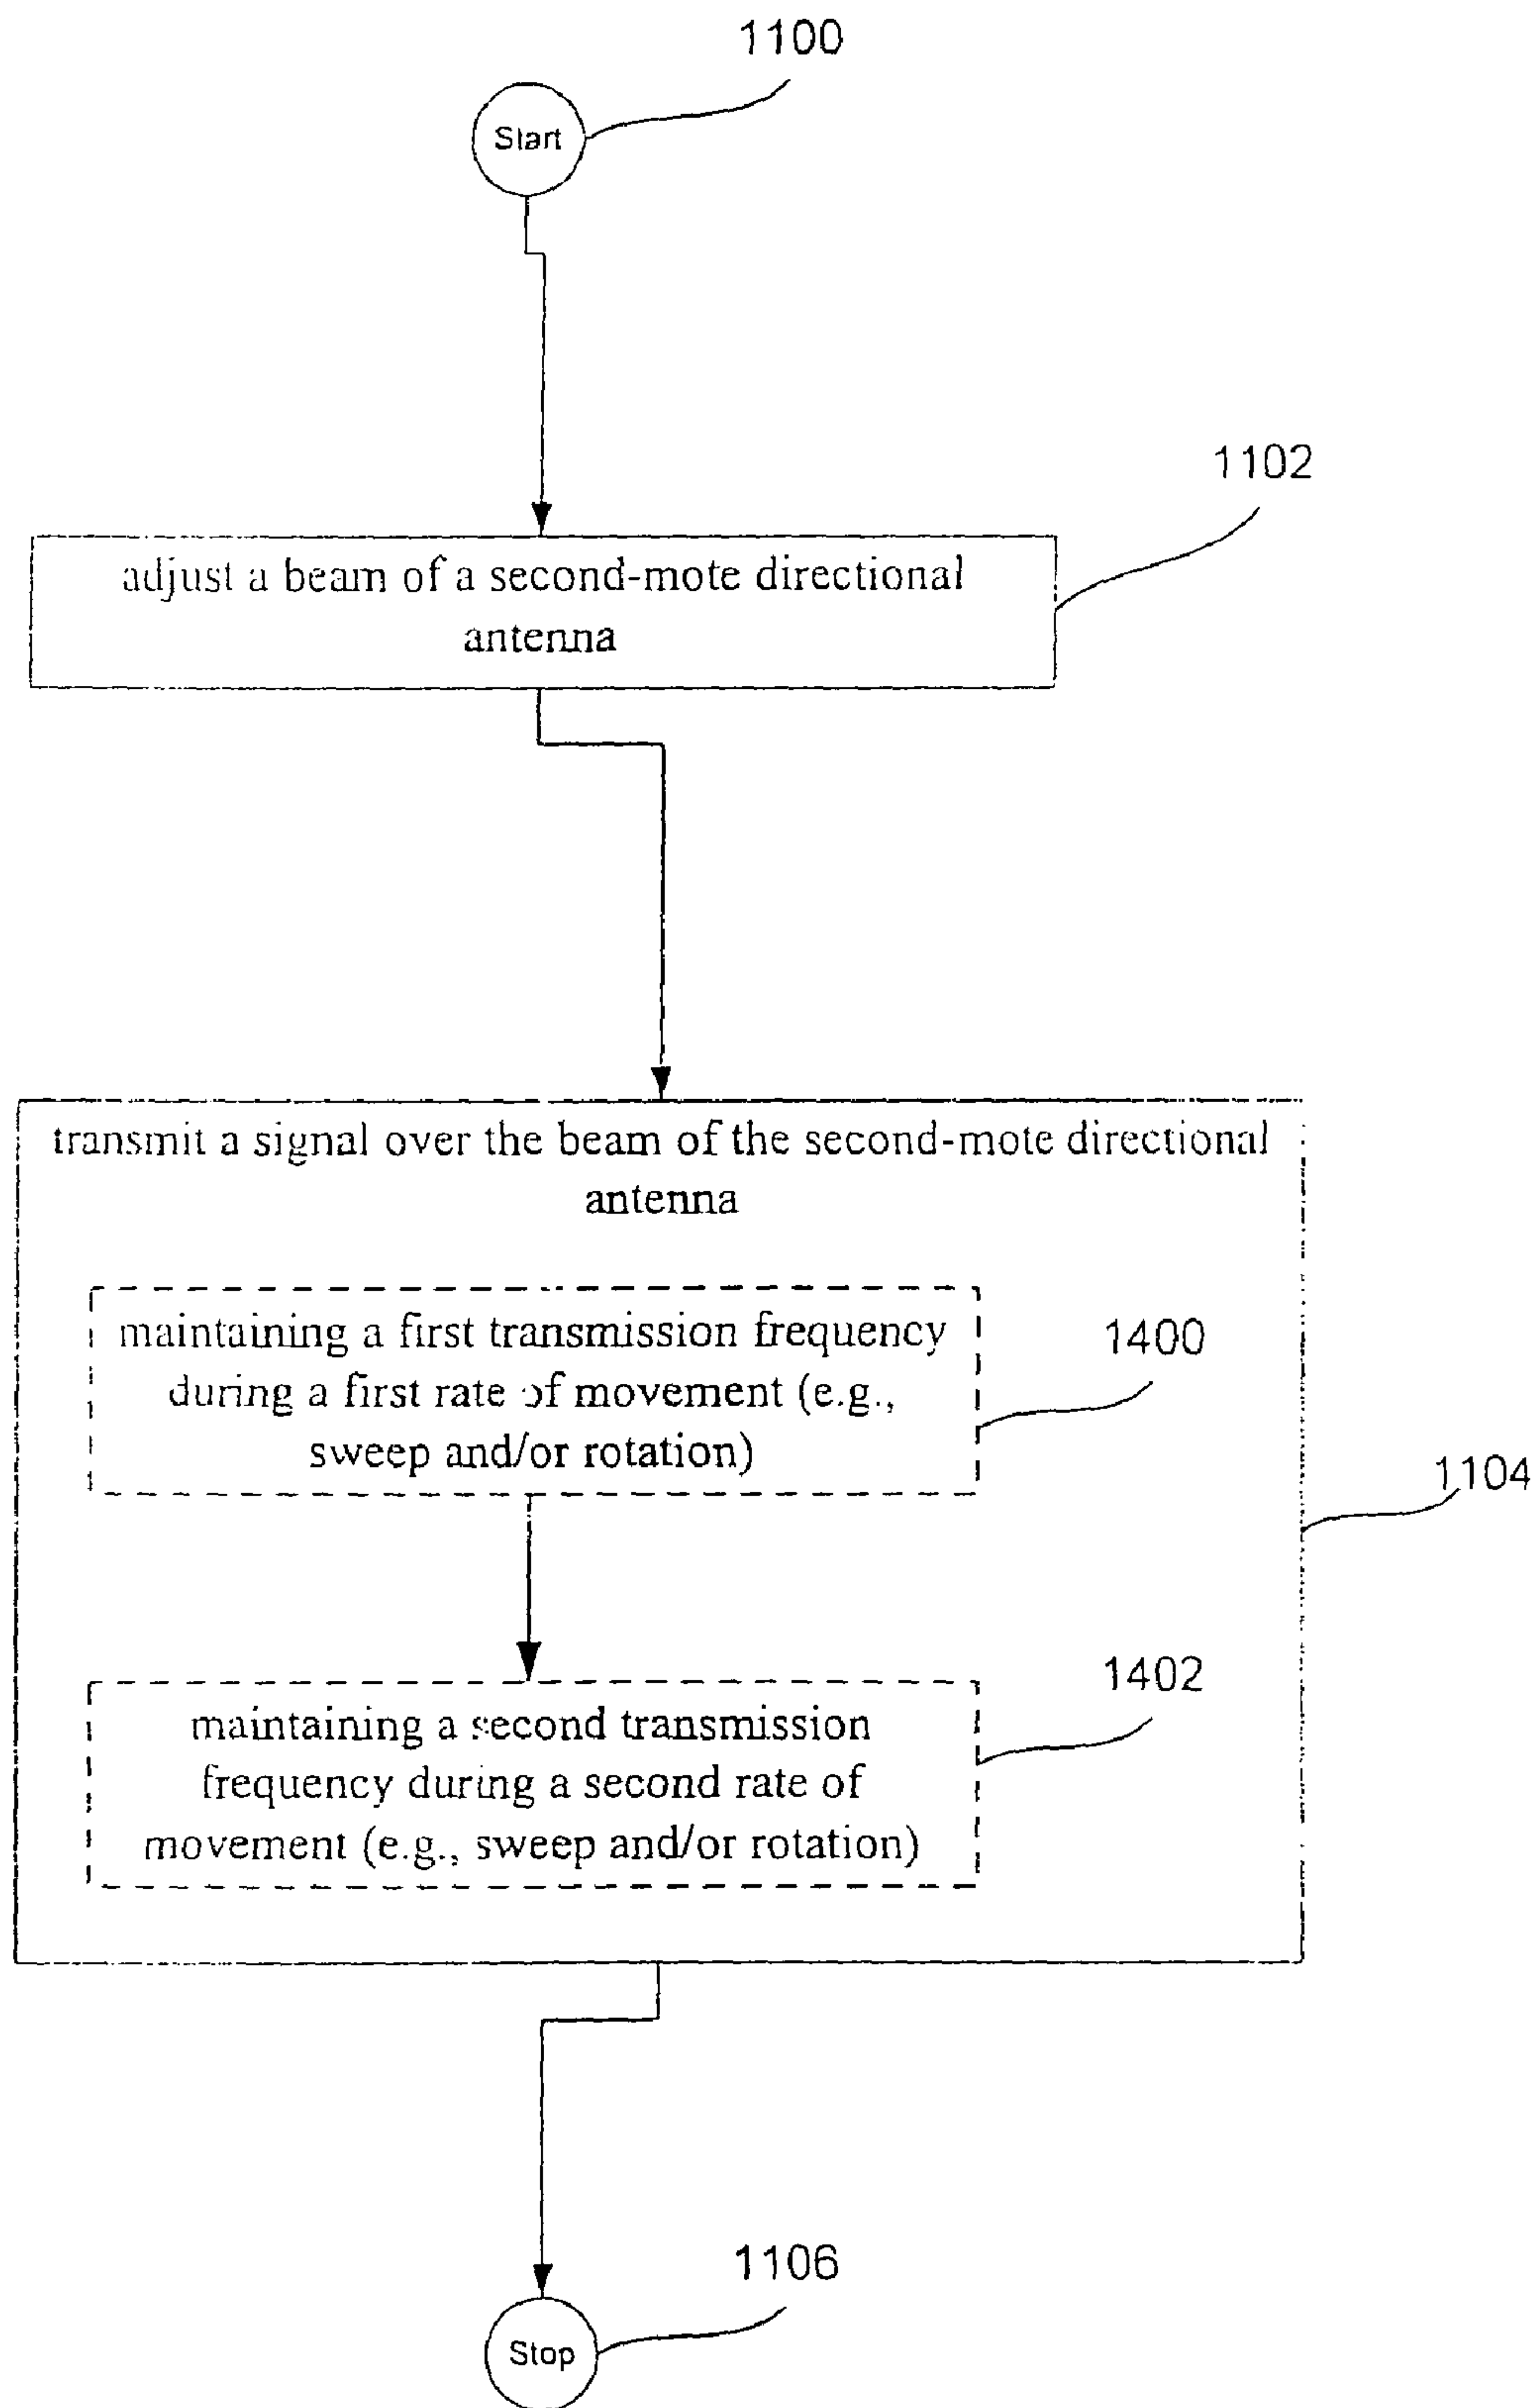 1100
Start
1102
adjust a beam of a second-mote directional
antenna
transmit a signal over the beam of the second-mote directional
antenna
maintaining a first transmission frequency
during a first rate of movement (e.g.,
sweep and/or rotation)
1400
1104
maintaining a second transmission
frequency during a second rate of
movement (e.g., sweep and/or rotation)
1402
1106
Stop